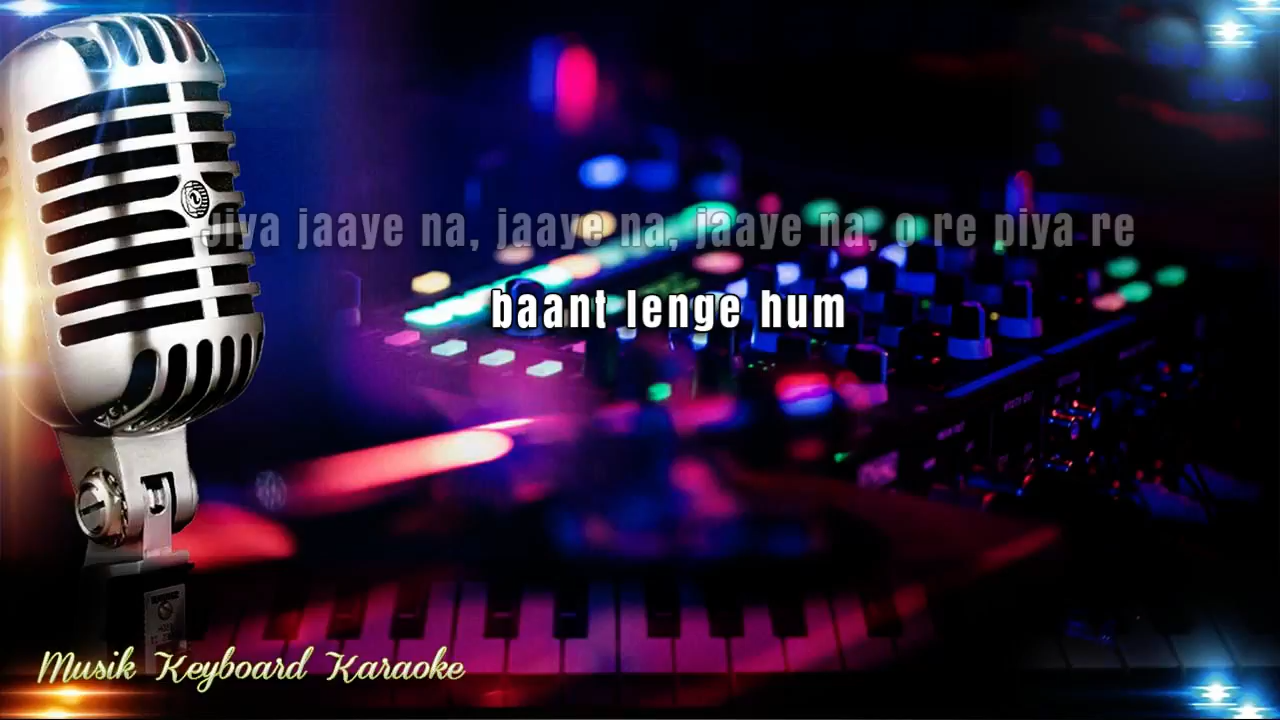 Jiya jaaye na, jaaye na, jaaye na, o re piya re
baant lenge hum
Musik Keyboard Karaoke